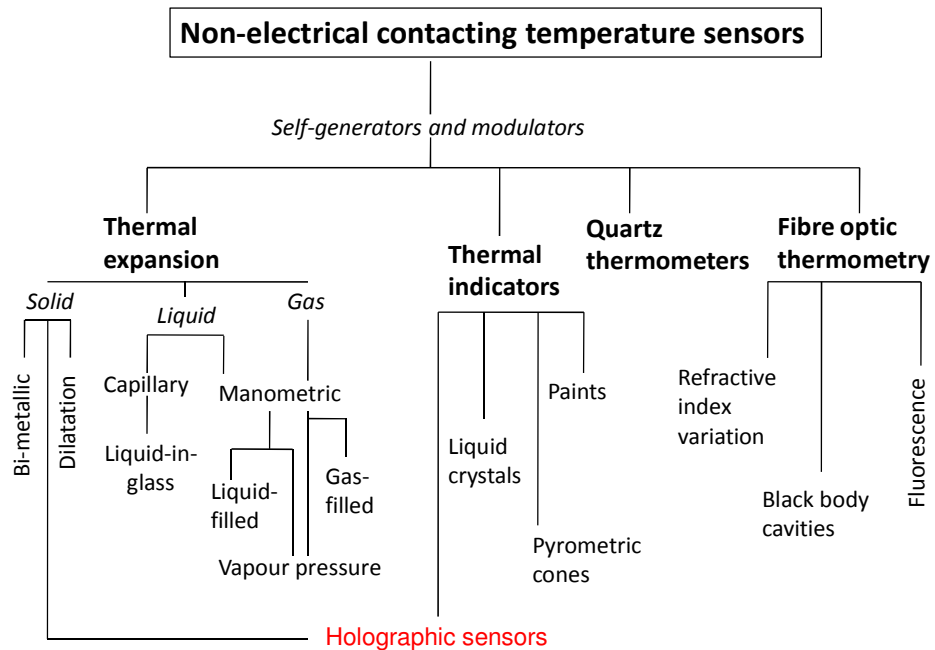 Non-electrical contacting temperature sensors
Self-generators and modulators
Thermal
expansion
Thermal
indicators
Quartz
thermometers
Fibre optic
thermometry
Solid
Liquid
Gas
Bi-metallic
Dilatation
Capillary
Liquid-in-
glass
Manometric
Liquid-
filled
Gas-
filled
Vapour pressure
Liquid
crystals
Pyrometric
cones
Paints
Refractive
index
variation
Black body
cavities
Fluorescence
Holographic sensors